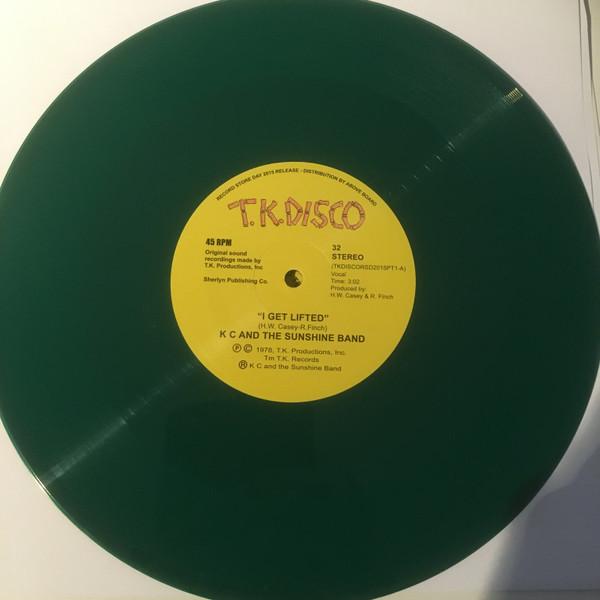 RECORD STORE DAY 2015 RELEASE - DISTRIBUTION BY ABOVE BOARD
T.K.DISCO
45 RPM
Original sound
recordings made by
T.K. Productions, Inc
Sherlyn Publishing Co.
32
STEREO
(TKDISCORSD2015PT1-A)
Vocal
Time: 3:02
Produced by:
H.W. Casey & R. Finch
"I GET LIFTED"
(H.W. Casey-R.Finch)
K C AND THE SUNSHINE BAND
Ⓟ © 1978, T.K. Productions, Inc.
Tm T.K. Records
® K C and the Sunshine Band